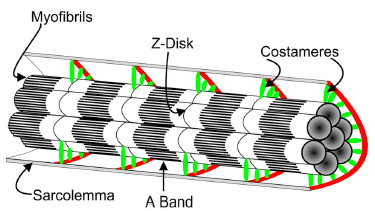 Myofibrils
Z-Disk
Costameres
Sarcolemma
A Band